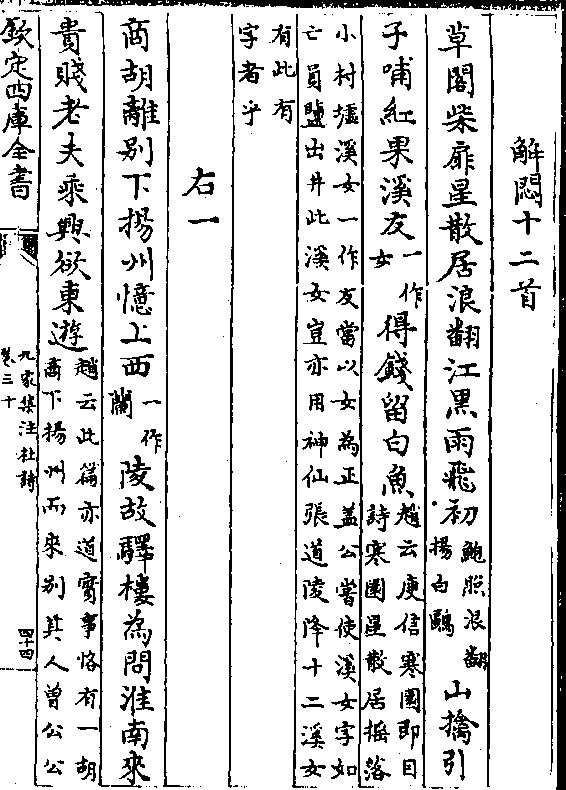 解悶十二首
草閣柴扉星散居浪翻江黒雨飛初鮑照浪翻揚白鷗山擒引
子哺紅果溪友一作女得錢留白魚趙云庾信寒園即目詩寒園星散居揺落
小村墟溪女一作友當以女為正盖公嘗使溪女字如亡員鹽出井此溪女豈亦用神仙張道陵降十二溪女
有此有字者乎
右一
商胡離别下揚州憶上西一作蘭陵故驛樓為問淮南米
貴賤老夫乘興欲東遊趙云此篇亦道實事恪有一胡商下揚州而來别其人曾公公
欽定四庫全書
九家集注杜詩
卷三十
四十四